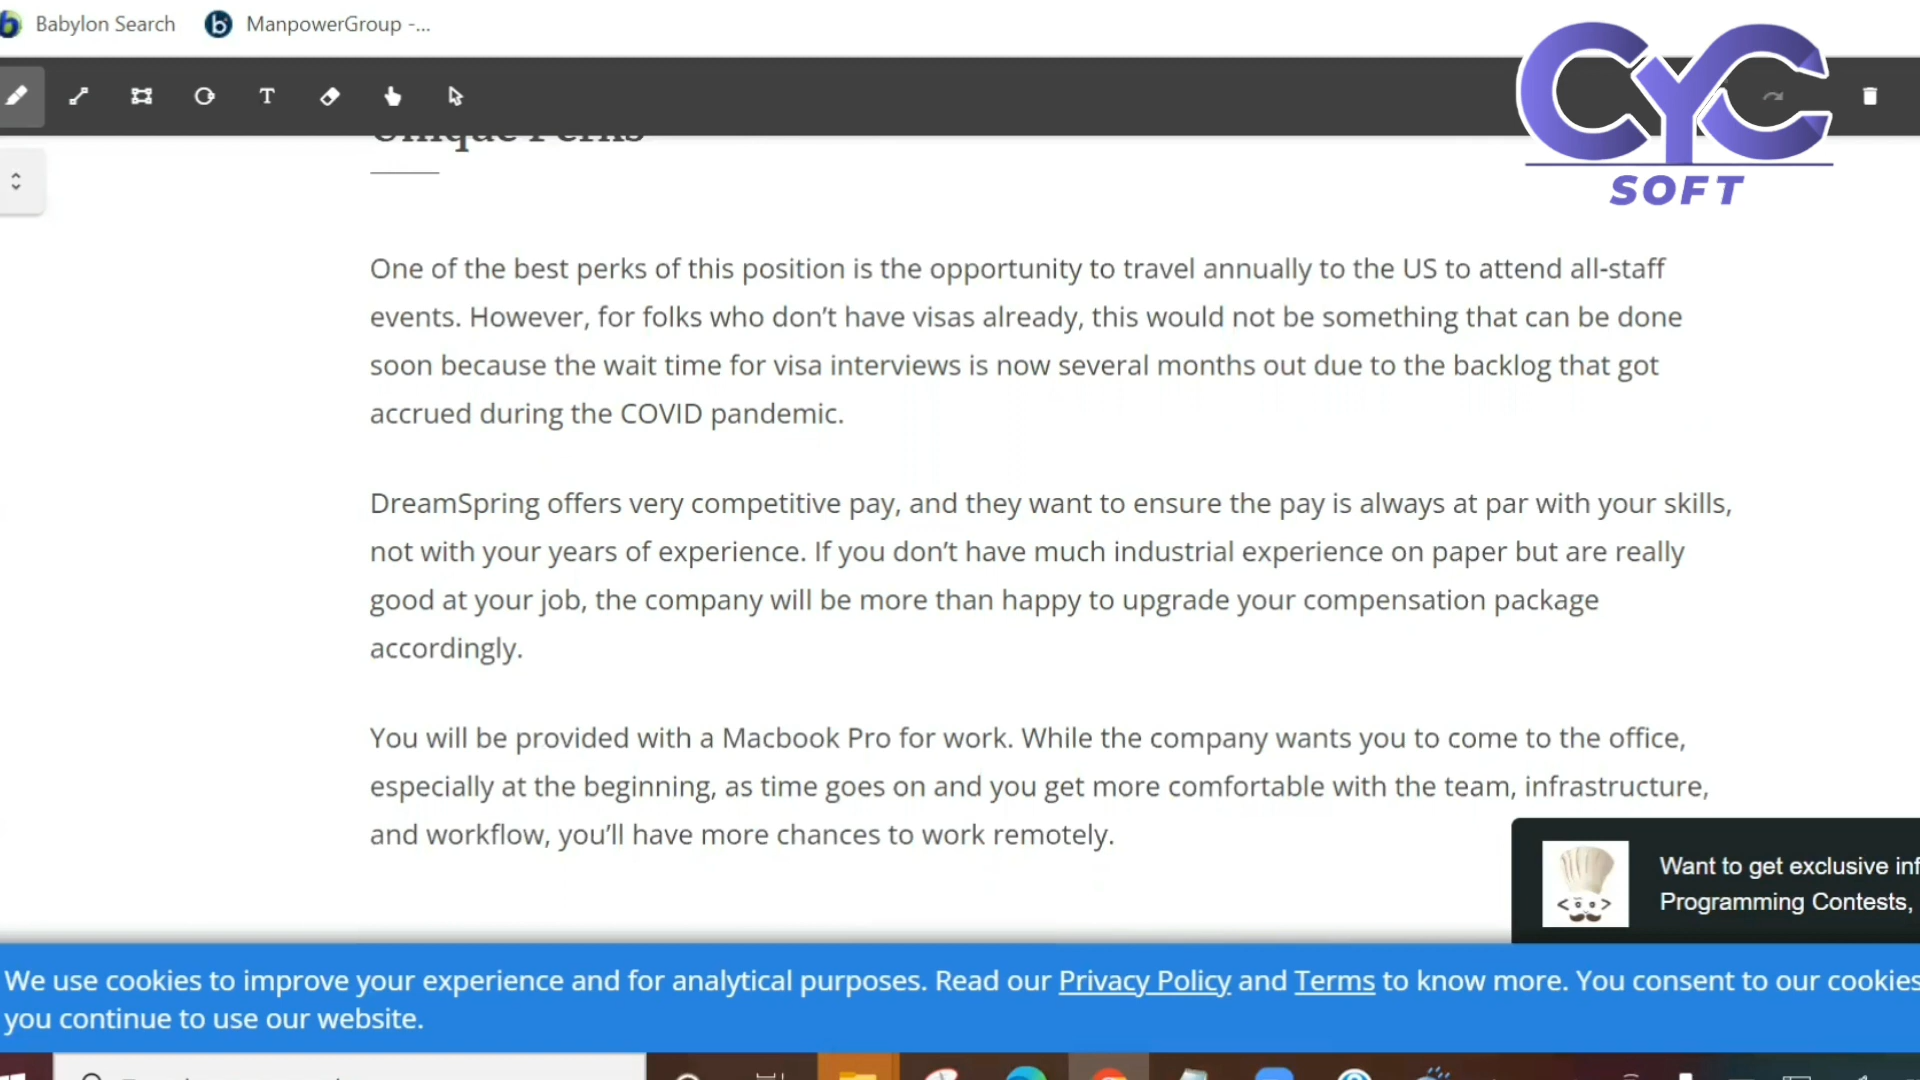 Babylon Search
ManpowerGroup -...
CYC
SOFT
Unique Perks
One of the best perks of this position is the opportunity to travel annually to the US to attend all-staff
events. However, for folks who don’t have visas already, this would not be something that can be done
soon because the wait time for visa interviews is now several months out due to the backlog that got
accrued during the COVID pandemic.
DreamSpring offers very competitive pay, and they want to ensure the pay is always at par with your skills,
not with your years of experience. If you don’t have much industrial experience on paper but are really
good at your job, the company will be more than happy to upgrade your compensation package
accordingly.
You will be provided with a Macbook Pro for work. While the company wants you to come to the office,
especially at the beginning, as time goes on and you get more comfortable with the team, infrastructure,
and workflow, you’ll have more chances to work remotely.
Want to get exclusive inf
Programming Contests,
We use cookies to improve your experience and for analytical purposes. Read our Privacy Policy and Terms to know more. You consent to our cookies
you continue to use our website.